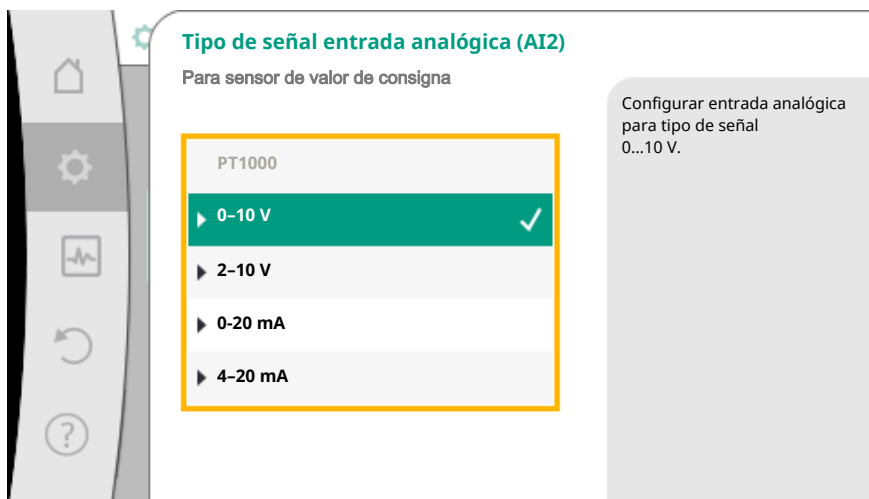 Tipo de señal entrada analógica (AI2)
Para sensor de valor de consigna
PT1000
0–10 V
2–10 V
0-20 mA
4–20 mA
Configurar entrada analógica
para tipo de señal
0...10 V.
?